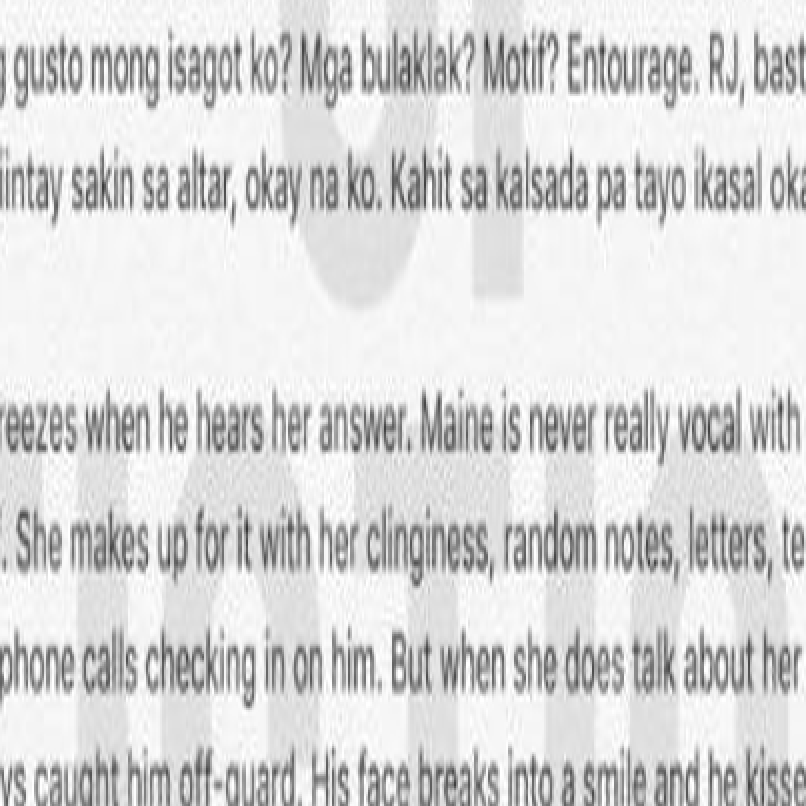 gusto mong isagot ko? Mga bulaklak? Motif? Entourage. RJ, bast
iintay sakin sa altar, okay na ko. Kahit sa kalsada pa tayo ikasal oka
reezes when he hears her answer. Maine is never really vocal with
. She makes up for it with her clinginess, random notes, letters, te
phone calls checking in on him. But when she does talk about her
ys caught him off-guard. His face breaks into a smile and he kisse